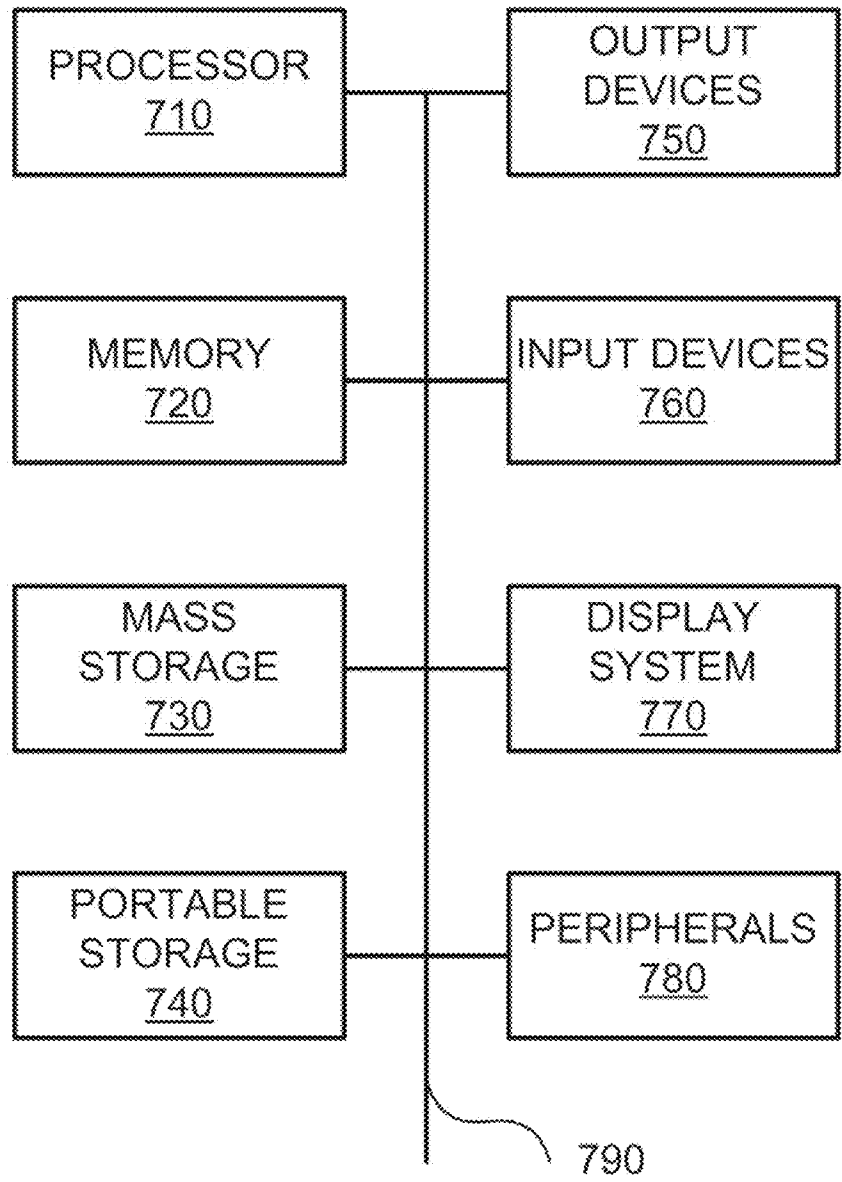 PROCESSOR
710
OUTPUT
DEVICES
750
MEMORY
720
INPUT DEVICES
760
MASS
STORAGE
730
DISPLAY
SYSTEM
770
PORTABLE
STORAGE
740
PERIPHERALS
780
790